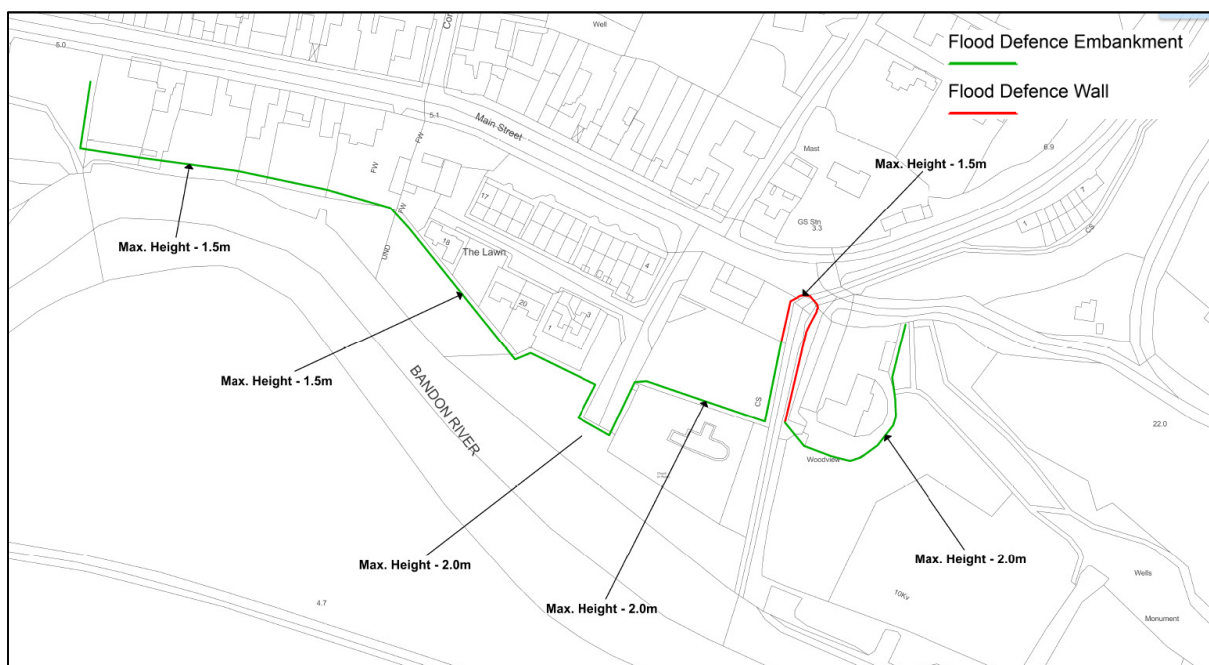 Well
Flood Defence Embankment
5.0
5.1
Main Street
Flood Defence Wall
Mast
6.9
Max. Height - 1.5m
FW
FW
FW
7
1
CS
17
GS Stn
3.3
Max. Height - 1.5m
UND
18
The Lawn
4
20
3
1
Max. Height - 1.5m
BANDON RIVER
CS
22.0
Woodview
Max. Height - 2.0m
Max. Height - 2.0m
Max. Height - 2.0m
Wells
4.7
10Kv
Monument